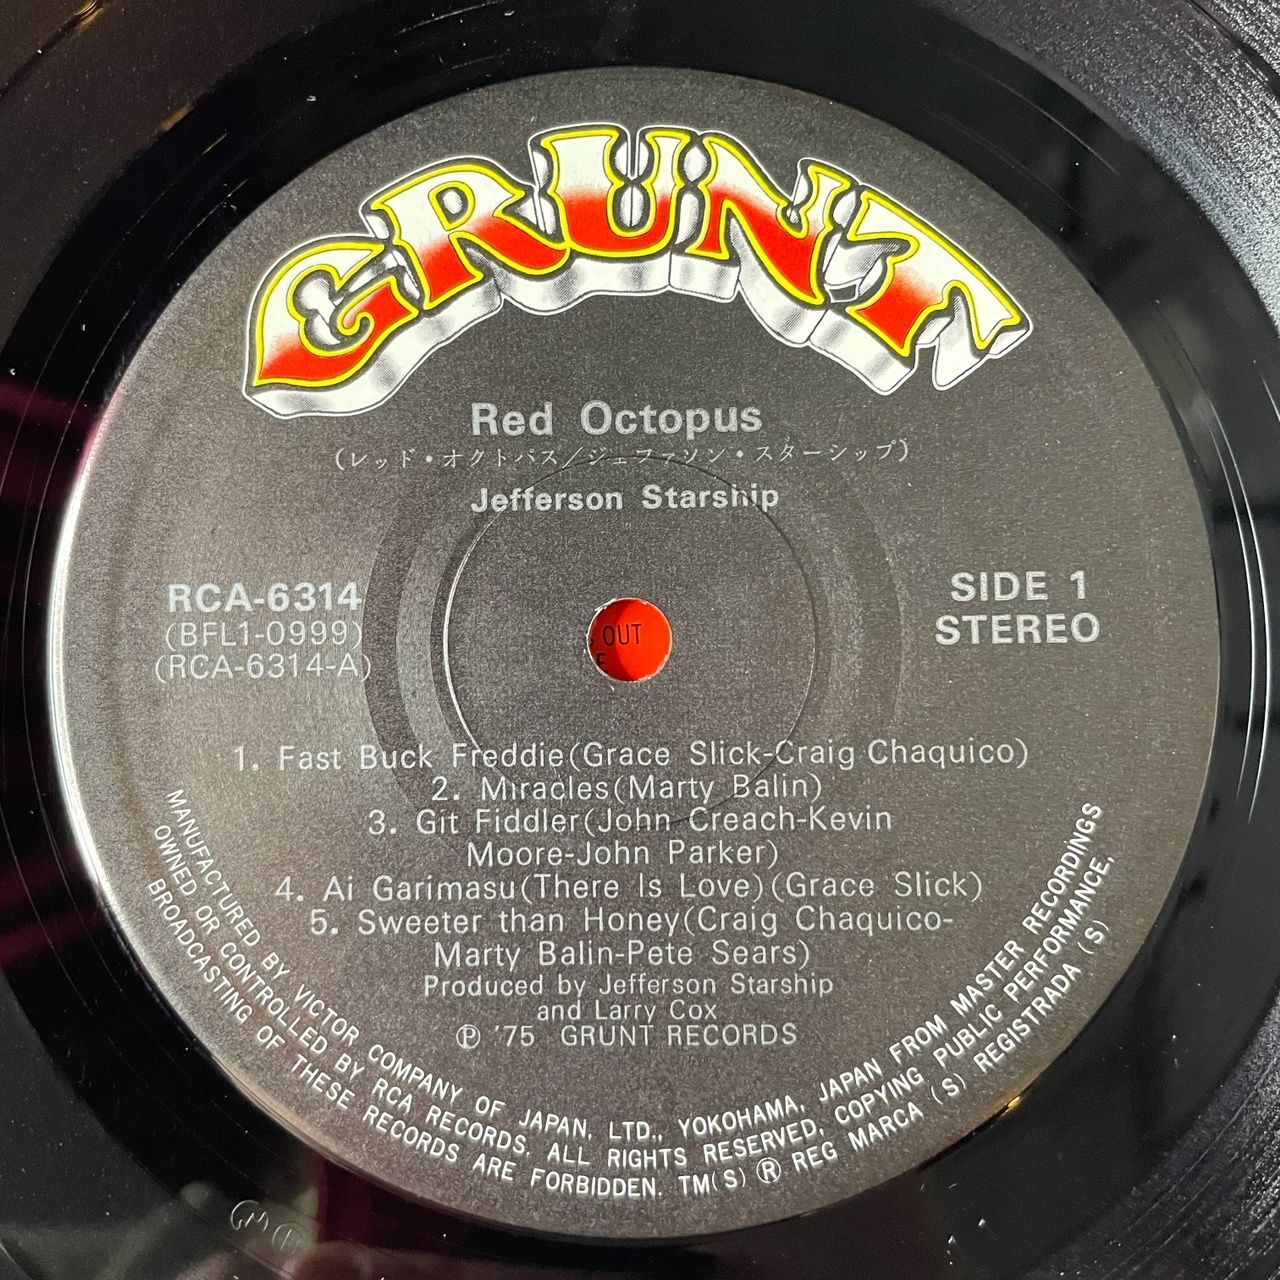 GRUNT
Red Octopus
(レッド・オクトパス/ジェファソン・スターシップ)
Jefferson Starship
RCA-6314
(BFL1-0999)
(RCA-6314-A)
SIDE 1
STEREO
OUT
1. Fast Buck Freddie(Grace Slick-Craig Chaquico)
2. Miracles(Marty Balin)
3. Git Fiddler(John Creach-Kevin
Moore-John Parker)
4. Ai Garimasu(There Is Love)(Grace Slick)
5. Sweeter than Honey(Craig Chaquico-
Marty Balin-Pete Sears)
Produced by Jefferson Starship
and Larry Cox
Ⓟ '75 GRUNT RECORDS
MANUFACTURED BY VICTOR COMPANY OF JAPAN, LTD., YOKOHAMA, JAPAN FROM MASTER RECORDINGS
OWNED OR CONTROLLED BY RCA RECORDS. ALL RIGHTS RESERVED, COPYING PUBLIC PERFORMANCE,
BROADCASTING OF THESE RECORDS ARE FORBIDDEN. TM(S) ® REG MARCA (S) REGISTRADA (S)